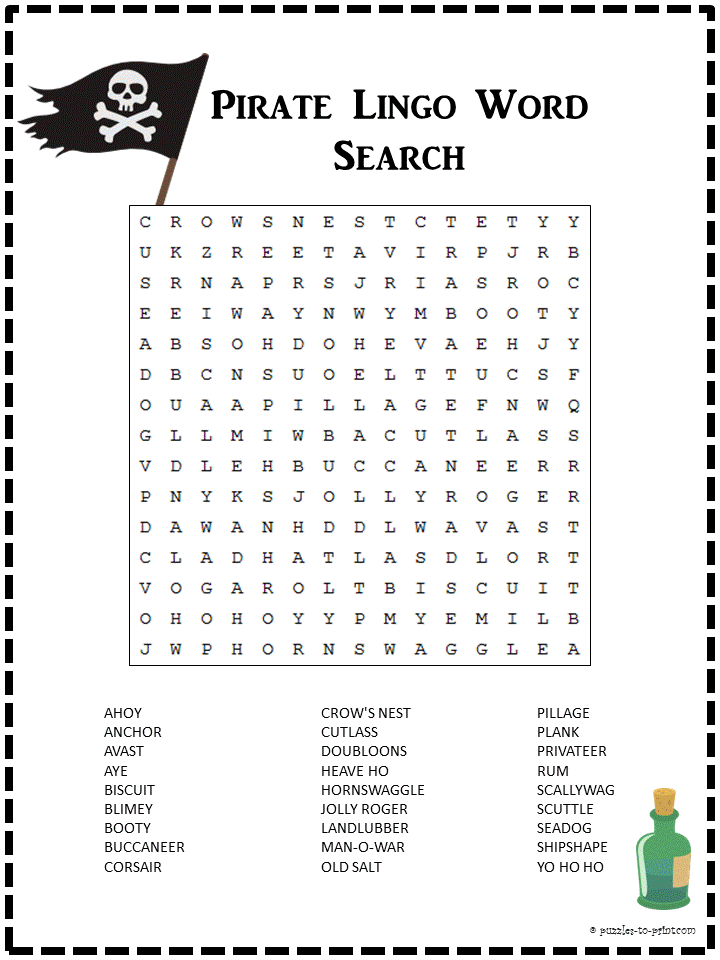 PIRATE LINGO WORD
SEARCH
C R O W S N E S T C T E T Y Y
U K Z R E E T A V I R P J R B
S R N A P R S J R I A S R O C
E E I W A Y N W Y M B O O T Y
A B S O H D O H E V A E H J Y
D B C N S U O E L T T U C S F
O U A A P I L L A G E F N W Q
G L L M I W B A C U T L A S S
V D L E H B U C C A N E E R R
P N Y K S J O L L Y R O G E R
D A W A N H D D L W A V A S T
C L A D H A T L A S D L O R T
V O G A R O L T B I S C U I T
O H O H O Y Y P M Y E M I L B
J W P H O R N S W A G G L E A
AHOY CROW'S NEST PILLAGE
ANCHOR CUTLASS PLANK
AVAST DOUBLOONS PRIVATEER
AYE HEAVE HO RUM
BISCUIT HORNSWAGGLE SCALLYWAG
BLIMEY JOLLY ROGER SCUTTLE
BOOTY LANDLUBBER SEADOG
BUCCANEER MAN-O-WAR SHIPSHAPE
CORSAIR OLD SALT YO HO HO
© puzzles-to-print.com